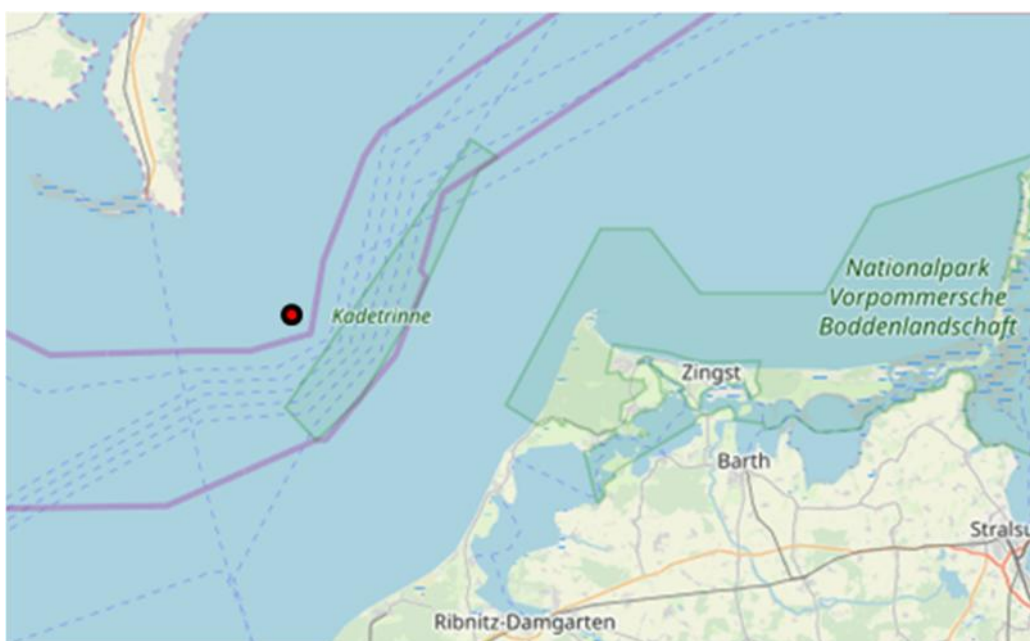 Nationalpark
Vorpommersche
Boddenlandschaft
Kadetrinne
Zingst
Barth
Stralsu
Ribnitz-Damgarten